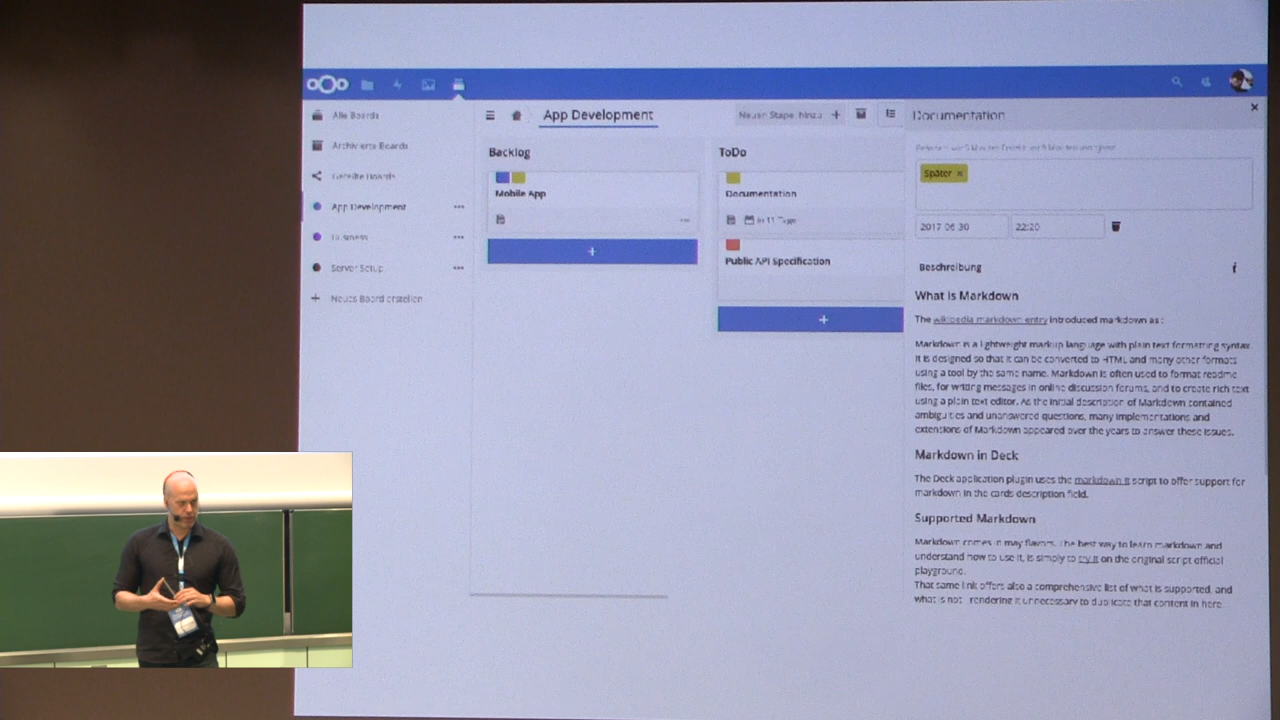 Alle Boards
Archivierte Boards
Geteilte Boards
App Development
Business
Server Setup
Neues Board erstellen
App Development
Neuen Stapel hinzu
Backlog
Mobile App
ToDo
Documentation
in 11 Tage
Public API Specification
Documentation
Später ×
2017-06-30 22:20
Beschreibung
What is Markdown
The wikipedia markdown entry introduced markdown as :
Markdown is a lightweight markup language with plain text formatting syntax.
It is designed so that it can be converted to HTML and many other formats
using a tool by the same name. Markdown is often used to format readme
files, for writing messages in online discussion forums, and to create rich text
using a plain text editor. As the initial description of Markdown contained
ambiguities and unanswered questions, many implementations and
extensions of Markdown appeared over the years to answer these issues.
Markdown in Deck
The Deck application plugin uses the markdown it script to offer support for
markdown in the cards description field.
Supported Markdown
Markdown comes in may flavors. The best way to learn markdown and
understand how to use it, is simply to try it on the original script official
playground.
That same link offers also a comprehensive list of what is supported, and
what is not - rendering it unnecessary to duplicate that content in here.